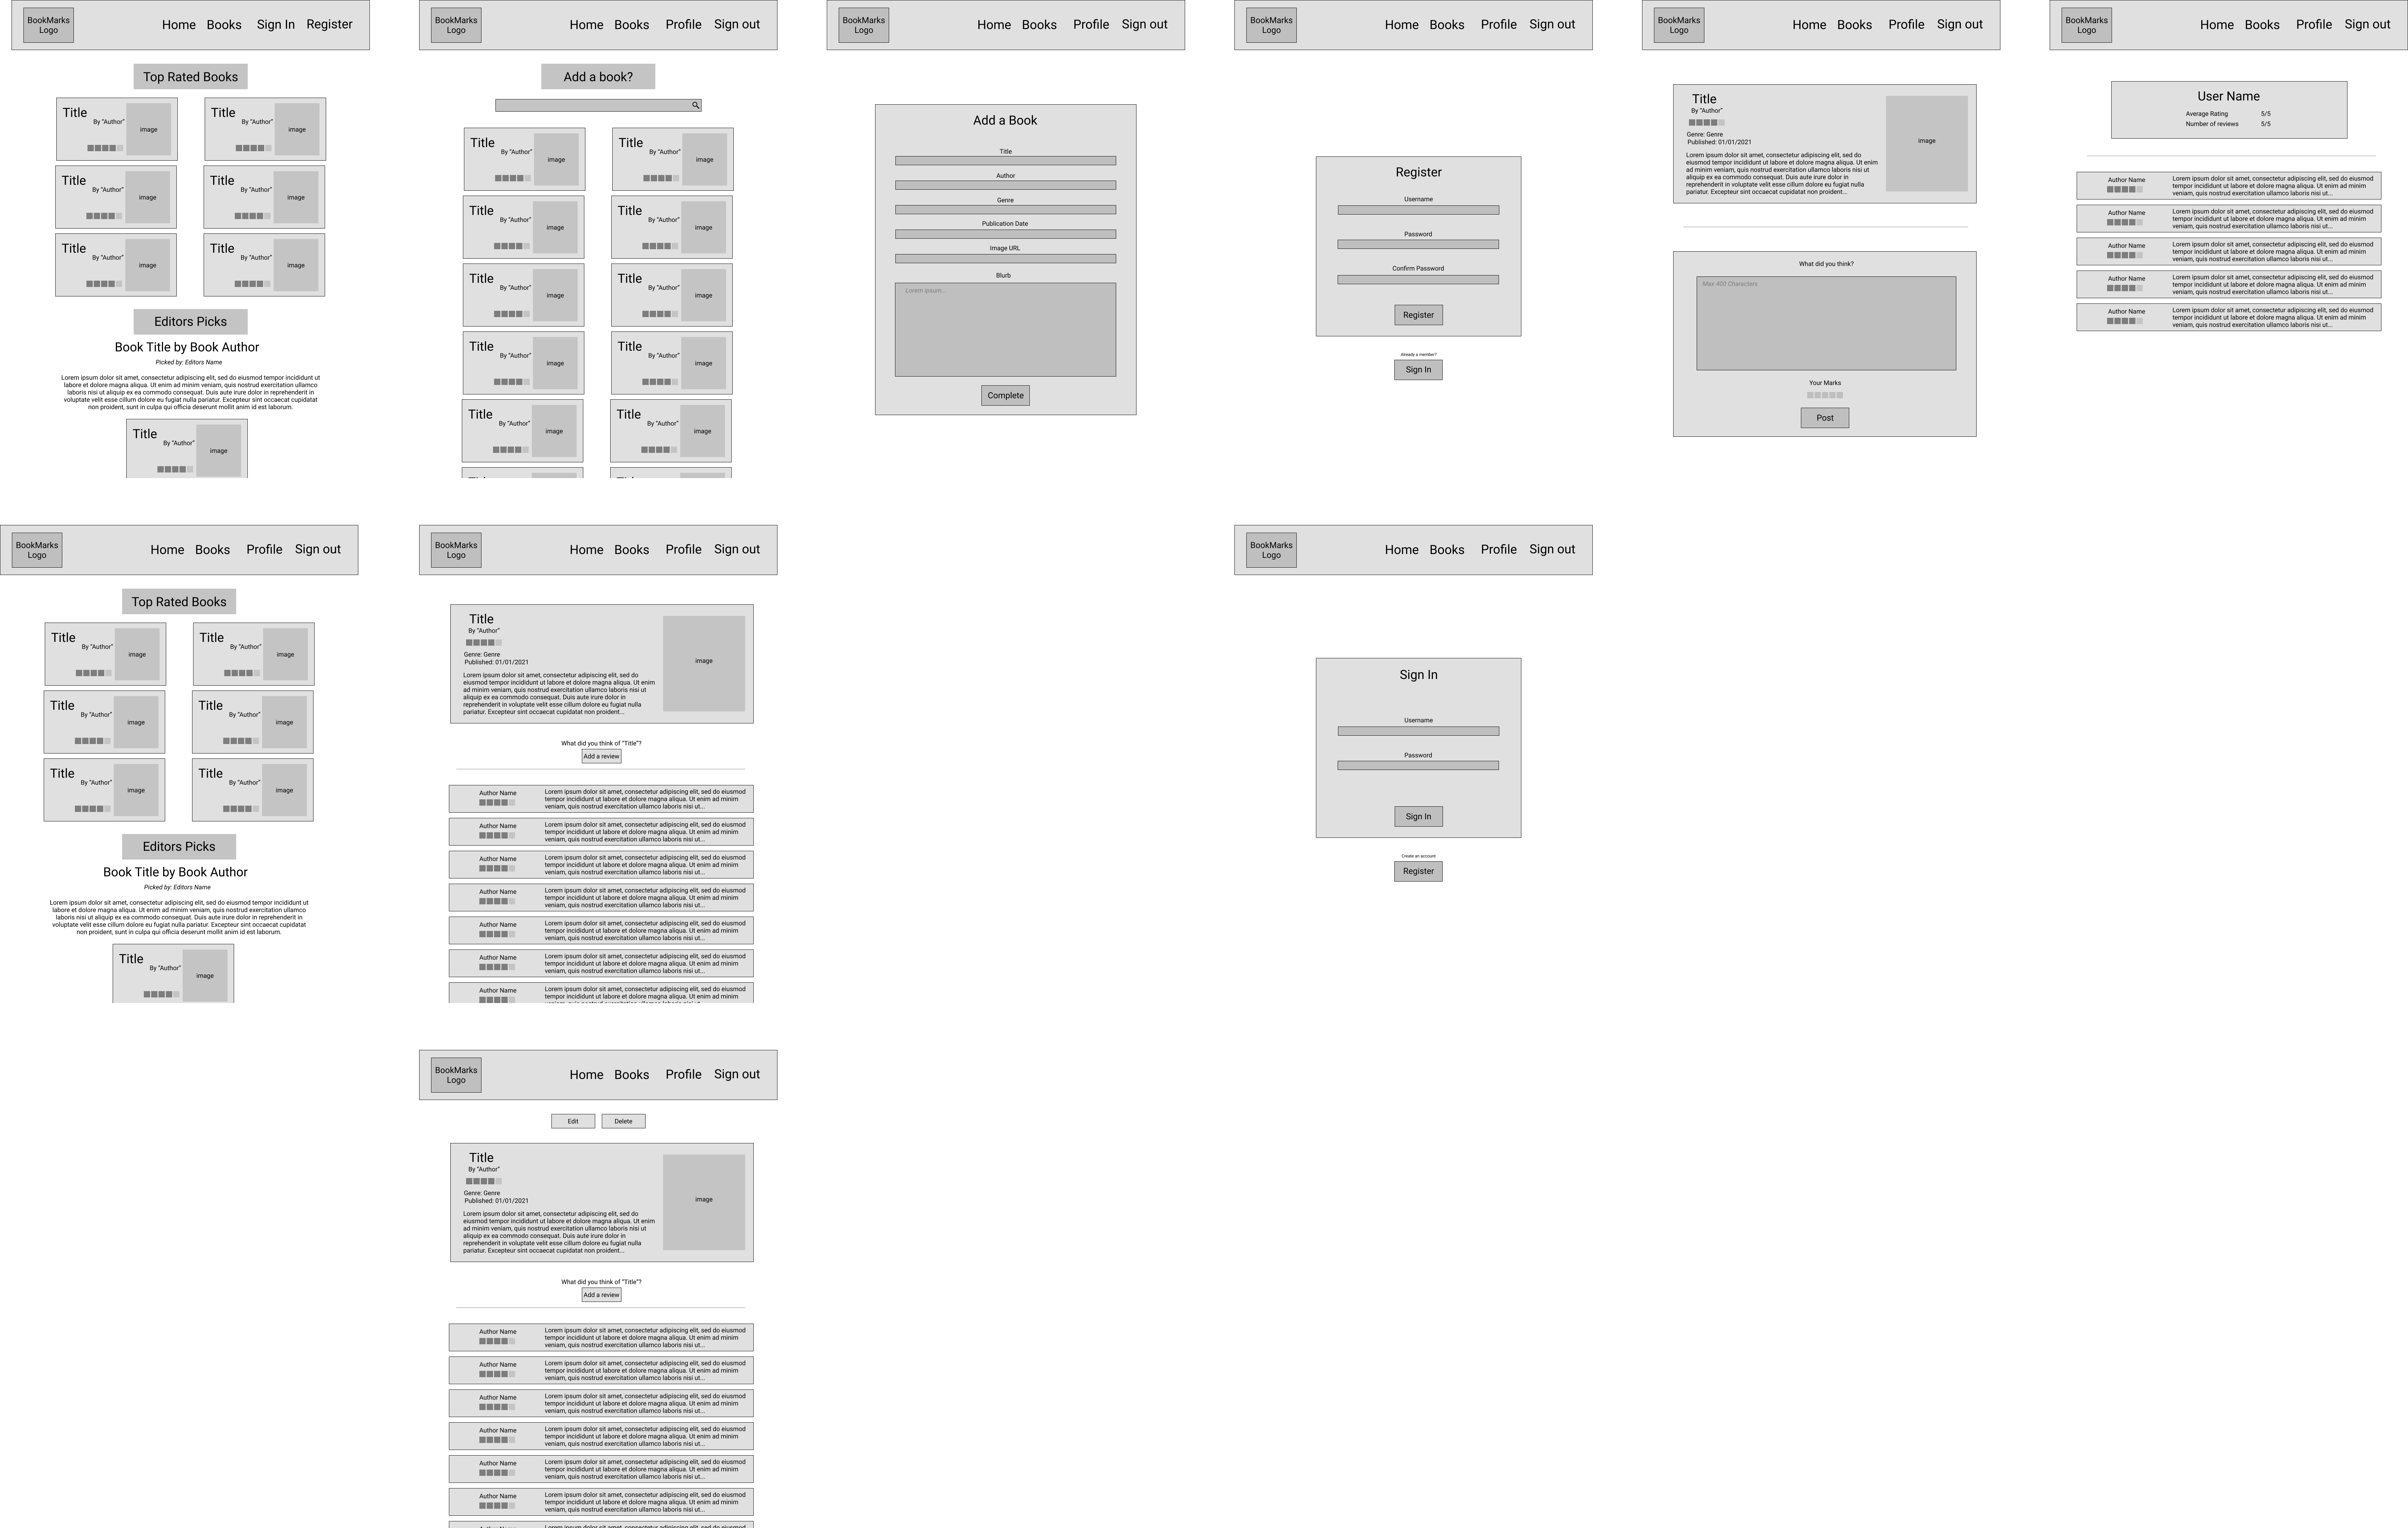 BookMarks
Logo
Home Books Sign In Register
Top Rated Books
Title
By "Author"
image
Title
By "Author"
image
Title
By "Author"
image
Title
By "Author"
image
Title
By "Author"
image
Title
By "Author"
image
Editors Picks
Book Title by Book Author
Picked by: Editors Name
Lorem ipsum dolor sit amet, consectetur adipiscing elit, sed do eiusmod tempor incididunt ut
labore et dolore magna aliqua. Ut enim ad minim veniam, quis nostrud exercitation ullamco
laboris nisi ut aliquip ex ea commodo consequat. Duis aute irure dolor in reprehenderit in
voluptate velit esse cillum dolore eu fugiat nulla pariatur. Excepteur sint occaecat cupidatat
non proident, sunt in culpa qui officia deserunt mollit anim id est laborum.
Title
By "Author"
image
BookMarks
Logo
Home Books Profile Sign out
Add a book?
Title
By "Author"
image
Title
By "Author"
image
Title
By "Author"
image
Title
By "Author"
image
Title
By "Author"
image
Title
By "Author"
image
Title
By "Author"
image
Title
By "Author"
image
Title
By "Author"
image
Title
By "Author"
image
BookMarks
Logo
Home Books Profile Sign out
Add a Book
Title
Author
Genre
Publication Date
Image URL
Blurb
Lorem Ipsum...
Complete
BookMarks
Logo
Home Books Profile Sign out
Register
Username
Password
Confirm Password
Register
Already a member?
Sign In
BookMarks
Logo
Home Books Profile Sign out
Title
By "Author"
Genre: Genre
Published: 01/01/2021
Lorem ipsum dolor sit amet, consectetur adipiscing elit, sed do
eiusmod tempor incididunt ut labore et dolore magna aliqua. Ut enim
ad minim veniam, quis nostrud exercitation ullamco laboris nisi ut
aliquip ex ea commodo consequat. Duis aute irure dolor in
reprehenderit in voluptate velit esse cillum dolore eu fugiat nulla
pariatur. Excepteur sint occaecat cupidatat non proident...
image
What did you think?
Max 400 Characters
Your Marks
Post
BookMarks
Logo
Home Books Profile Sign out
User Name
Average Rating 5/5
Number of reviews 5/5
Author Name
Lorem ipsum dolor sit amet, consectetur adipiscing elit, sed do eiusmod
tempor incididunt ut labore et dolore magna aliqua. Ut enim ad minim
veniam, quis nostrud exercitation ullamco laboris nisi ut...
Author Name
Lorem ipsum dolor sit amet, consectetur adipiscing elit, sed do eiusmod
tempor incididunt ut labore et dolore magna aliqua. Ut enim ad minim
veniam, quis nostrud exercitation ullamco laboris nisi ut...
Author Name
Lorem ipsum dolor sit amet, consectetur adipiscing elit, sed do eiusmod
tempor incididunt ut labore et dolore magna aliqua. Ut enim ad minim
veniam, quis nostrud exercitation ullamco laboris nisi ut...
Author Name
Lorem ipsum dolor sit amet, consectetur adipiscing elit, sed do eiusmod
tempor incididunt ut labore et dolore magna aliqua. Ut enim ad minim
veniam, quis nostrud exercitation ullamco laboris nisi ut...
Author Name
Lorem ipsum dolor sit amet, consectetur adipiscing elit, sed do eiusmod
tempor incididunt ut labore et dolore magna aliqua. Ut enim ad minim
veniam, quis nostrud exercitation ullamco laboris nisi ut...
BookMarks
Logo
Home Books Profile Sign out
Top Rated Books
Title
By "Author"
image
Title
By "Author"
image
Title
By "Author"
image
Title
By "Author"
image
Title
By "Author"
image
Title
By "Author"
image
Editors Picks
Book Title by Book Author
Picked by: Editors Name
Lorem ipsum dolor sit amet, consectetur adipiscing elit, sed do eiusmod tempor incididunt ut
labore et dolore magna aliqua. Ut enim ad minim veniam, quis nostrud exercitation ullamco
laboris nisi ut aliquip ex ea commodo consequat. Duis aute irure dolor in reprehenderit in
voluptate velit esse cillum dolore eu fugiat nulla pariatur. Excepteur sint occaecat cupidatat
non proident, sunt in culpa qui officia deserunt mollit anim id est laborum.
Title
By "Author"
image
BookMarks
Logo
Home Books Profile Sign out
Title
By "Author"
Genre: Genre
Published: 01/01/2021
Lorem ipsum dolor sit amet, consectetur adipiscing elit, sed do
eiusmod tempor incididunt ut labore et dolore magna aliqua. Ut enim
ad minim veniam, quis nostrud exercitation ullamco laboris nisi ut
aliquip ex ea commodo consequat. Duis aute irure dolor in
reprehenderit in voluptate velit esse cillum dolore eu fugiat nulla
pariatur. Excepteur sint occaecat cupidatat non proident...
image
What did you think of "Title"?
Add a review
Author Name
Lorem ipsum dolor sit amet, consectetur adipiscing elit, sed do eiusmod
tempor incididunt ut labore et dolore magna aliqua. Ut enim ad minim
veniam, quis nostrud exercitation ullamco laboris nisi ut...
Author Name
Lorem ipsum dolor sit amet, consectetur adipiscing elit, sed do eiusmod
tempor incididunt ut labore et dolore magna aliqua. Ut enim ad minim
veniam, quis nostrud exercitation ullamco laboris nisi ut...
Author Name
Lorem ipsum dolor sit amet, consectetur adipiscing elit, sed do eiusmod
tempor incididunt ut labore et dolore magna aliqua. Ut enim ad minim
veniam, quis nostrud exercitation ullamco laboris nisi ut...
Author Name
Lorem ipsum dolor sit amet, consectetur adipiscing elit, sed do eiusmod
tempor incididunt ut labore et dolore magna aliqua. Ut enim ad minim
veniam, quis nostrud exercitation ullamco laboris nisi ut...
Author Name
Lorem ipsum dolor sit amet, consectetur adipiscing elit, sed do eiusmod
tempor incididunt ut labore et dolore magna aliqua. Ut enim ad minim
veniam, quis nostrud exercitation ullamco laboris nisi ut...
Author Name
Lorem ipsum dolor sit amet, consectetur adipiscing elit, sed do eiusmod
tempor incididunt ut labore et dolore magna aliqua. Ut enim ad minim
veniam, quis nostrud exercitation ullamco laboris nisi ut...
Author Name
Lorem ipsum dolor sit amet, consectetur adipiscing elit, sed do eiusmod
tempor incididunt ut labore et dolore magna aliqua. Ut enim ad minim
BookMarks
Logo
Home Books Profile Sign out
Sign In
Username
Password
Sign In
Create an account
Register
BookMarks
Logo
Home Books Profile Sign out
Edit Delete
Title
By "Author"
Genre: Genre
Published: 01/01/2021
Lorem ipsum dolor sit amet, consectetur adipiscing elit, sed do
eiusmod tempor incididunt ut labore et dolore magna aliqua. Ut enim
ad minim veniam, quis nostrud exercitation ullamco laboris nisi ut
aliquip ex ea commodo consequat. Duis aute irure dolor in
reprehenderit in voluptate velit esse cillum dolore eu fugiat nulla
pariatur. Excepteur sint occaecat cupidatat non proident...
image
What did you think of "Title"?
Add a review
Author Name
Lorem ipsum dolor sit amet, consectetur adipiscing elit, sed do eiusmod
tempor incididunt ut labore et dolore magna aliqua. Ut enim ad minim
veniam, quis nostrud exercitation ullamco laboris nisi ut...
Author Name
Lorem ipsum dolor sit amet, consectetur adipiscing elit, sed do eiusmod
tempor incididunt ut labore et dolore magna aliqua. Ut enim ad minim
veniam, quis nostrud exercitation ullamco laboris nisi ut...
Author Name
Lorem ipsum dolor sit amet, consectetur adipiscing elit, sed do eiusmod
tempor incididunt ut labore et dolore magna aliqua. Ut enim ad minim
veniam, quis nostrud exercitation ullamco laboris nisi ut...
Author Name
Lorem ipsum dolor sit amet, consectetur adipiscing elit, sed do eiusmod
tempor incididunt ut labore et dolore magna aliqua. Ut enim ad minim
veniam, quis nostrud exercitation ullamco laboris nisi ut...
Author Name
Lorem ipsum dolor sit amet, consectetur adipiscing elit, sed do eiusmod
tempor incididunt ut labore et dolore magna aliqua. Ut enim ad minim
veniam, quis nostrud exercitation ullamco laboris nisi ut...
Author Name
Lorem ipsum dolor sit amet, consectetur adipiscing elit, sed do eiusmod
tempor incididunt ut labore et dolore magna aliqua. Ut enim ad minim
veniam, quis nostrud exercitation ullamco laboris nisi ut...